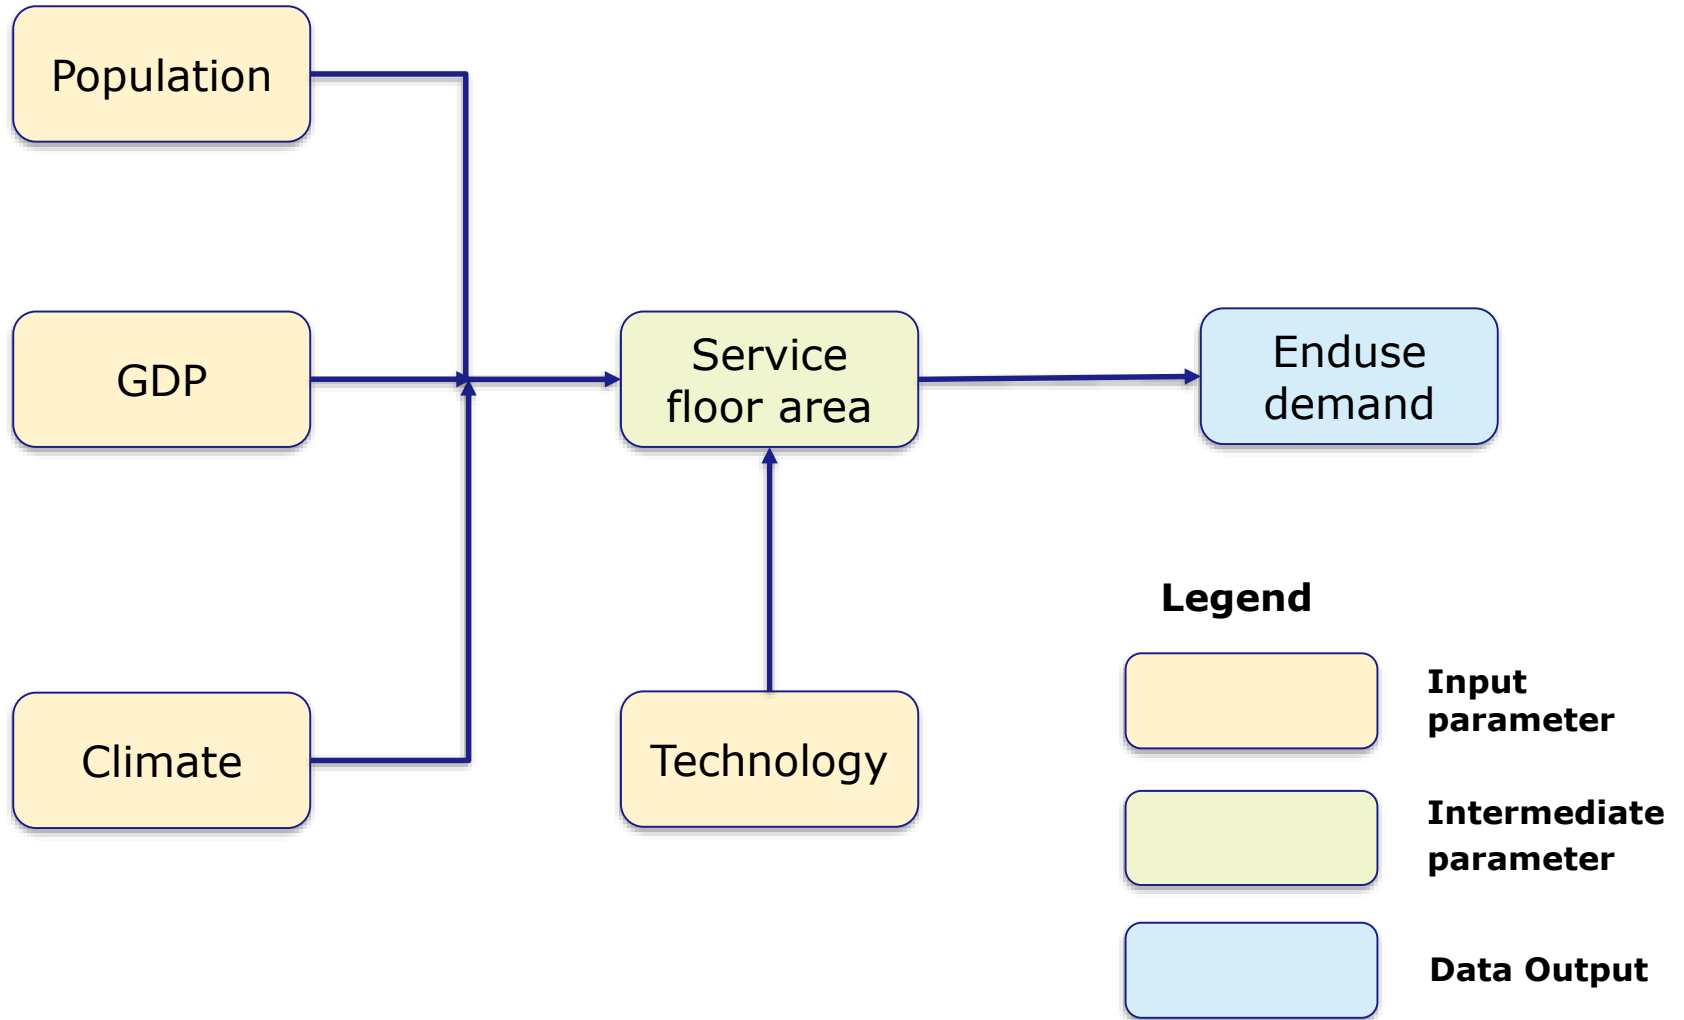 Population
GDP
Service
floor area
Enduse
demand
Climate
Technology
Legend
Input
parameter
Intermediate
parameter
Data Output